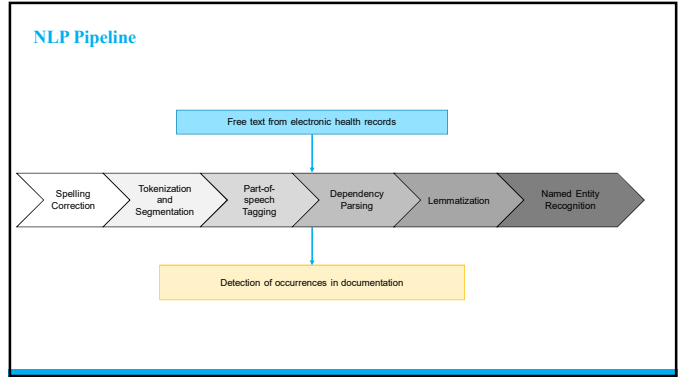 NLP Pipeline
Free text from electronic health records
Spelling
Correction
Tokenization
and
Segmentation
Part-of-
speech
Tagging
Dependency
Parsing
Lemmatization
Named Entity
Recognition
Detection of occurrences in documentation